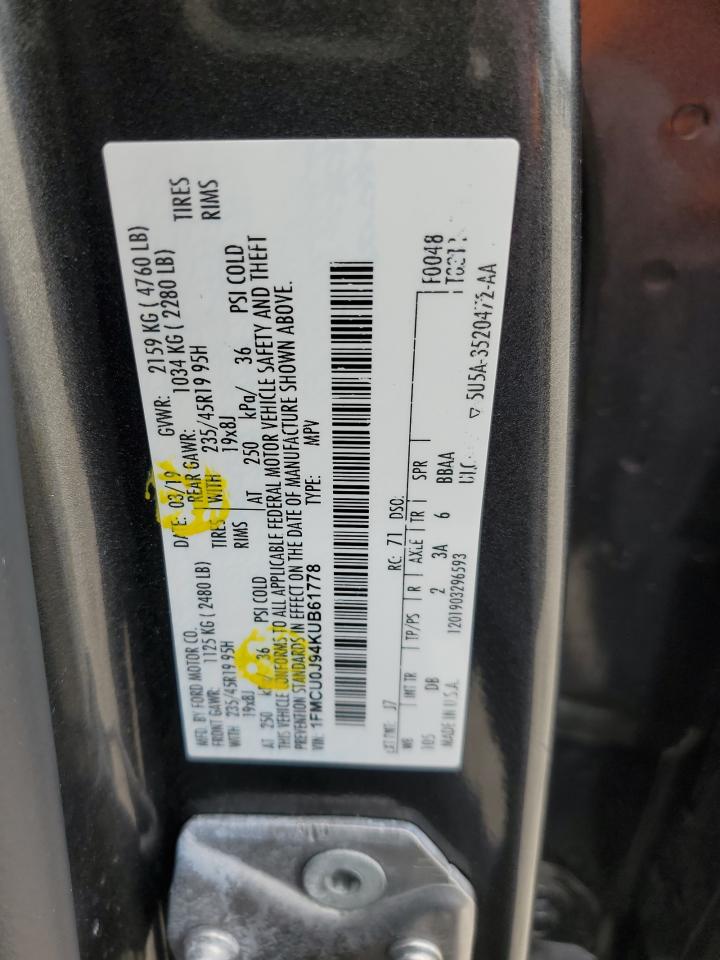 MFD. BY FORD MOTOR CO. DATE: 03/19 GVWR: 2159 KG ( 4760 LB)
FRONT GAWR: 1125 KG ( 2480 LB) REAR GAWR: 1034 KG ( 2280 LB)
WITH 235/45R19 95H TIRES WITH 235/45R19 95H TIRES
19x8J RIMS 19x8J RIMS
AT 250 kPa/ 36 PSI COLD AT 250 kPa/ 36 PSI COLD
THIS VEHICLE CONFORMS TO ALL APPLICABLE FEDERAL MOTOR VEHICLE SAFETY AND THEFT
PREVENTION STANDARDS IN EFFECT ON THE DATE OF MANUFACTURE SHOWN ABOVE.
VIN: 1FMCU0J94KUB61778 TYPE: MPV
EXT PNT: J7 RC: 71 DSO: F0048
WB INT TR TP/PS R AXLE TR SPR
105 DB 2 3A 6 BBAA
MADE IN U.S.A. 1201903296593